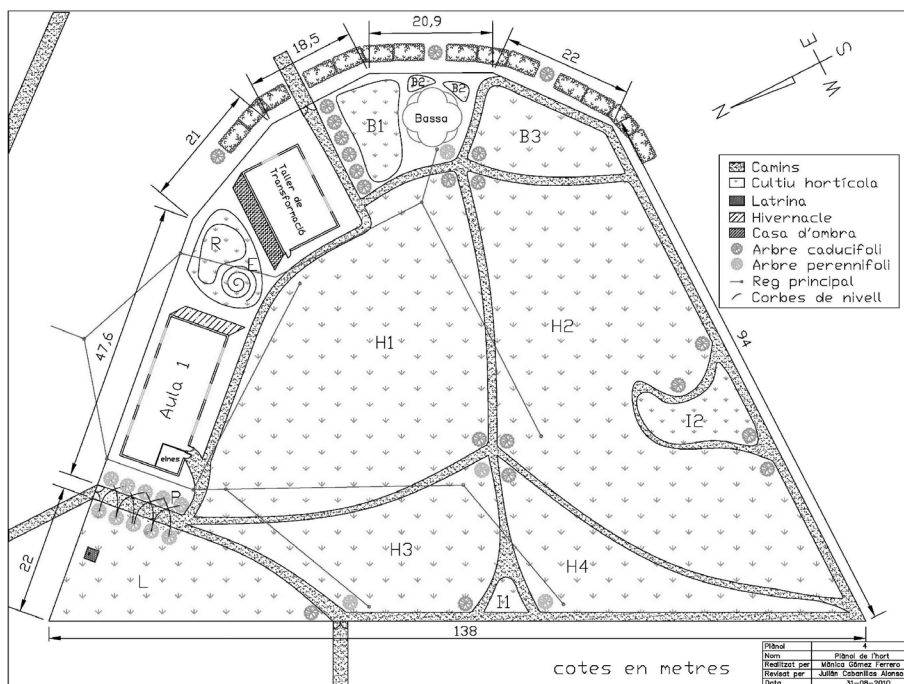 20,9
18,5
22
21
S
E
W
N
B2
B2
Bassa
B1
B3
Taller de
Transformació
Camins
Cultiu hortícola
Latrina
Hivernacle
Casa d'ombra
Arbre caducifoli
Arbre perennifoli
Reg principal
Corbes de nivell
R
E
47,6
H1
H2
94
Aula 1
I2
eines
P
22
H3
H4
L
I1
138
cotes en metres
Plànol 4
Nom Plànol de l'hort
Realitzat per Mònica Gómez Ferrero
Revisat per Julián Cabanillas Alonso
Data 31-08-2010